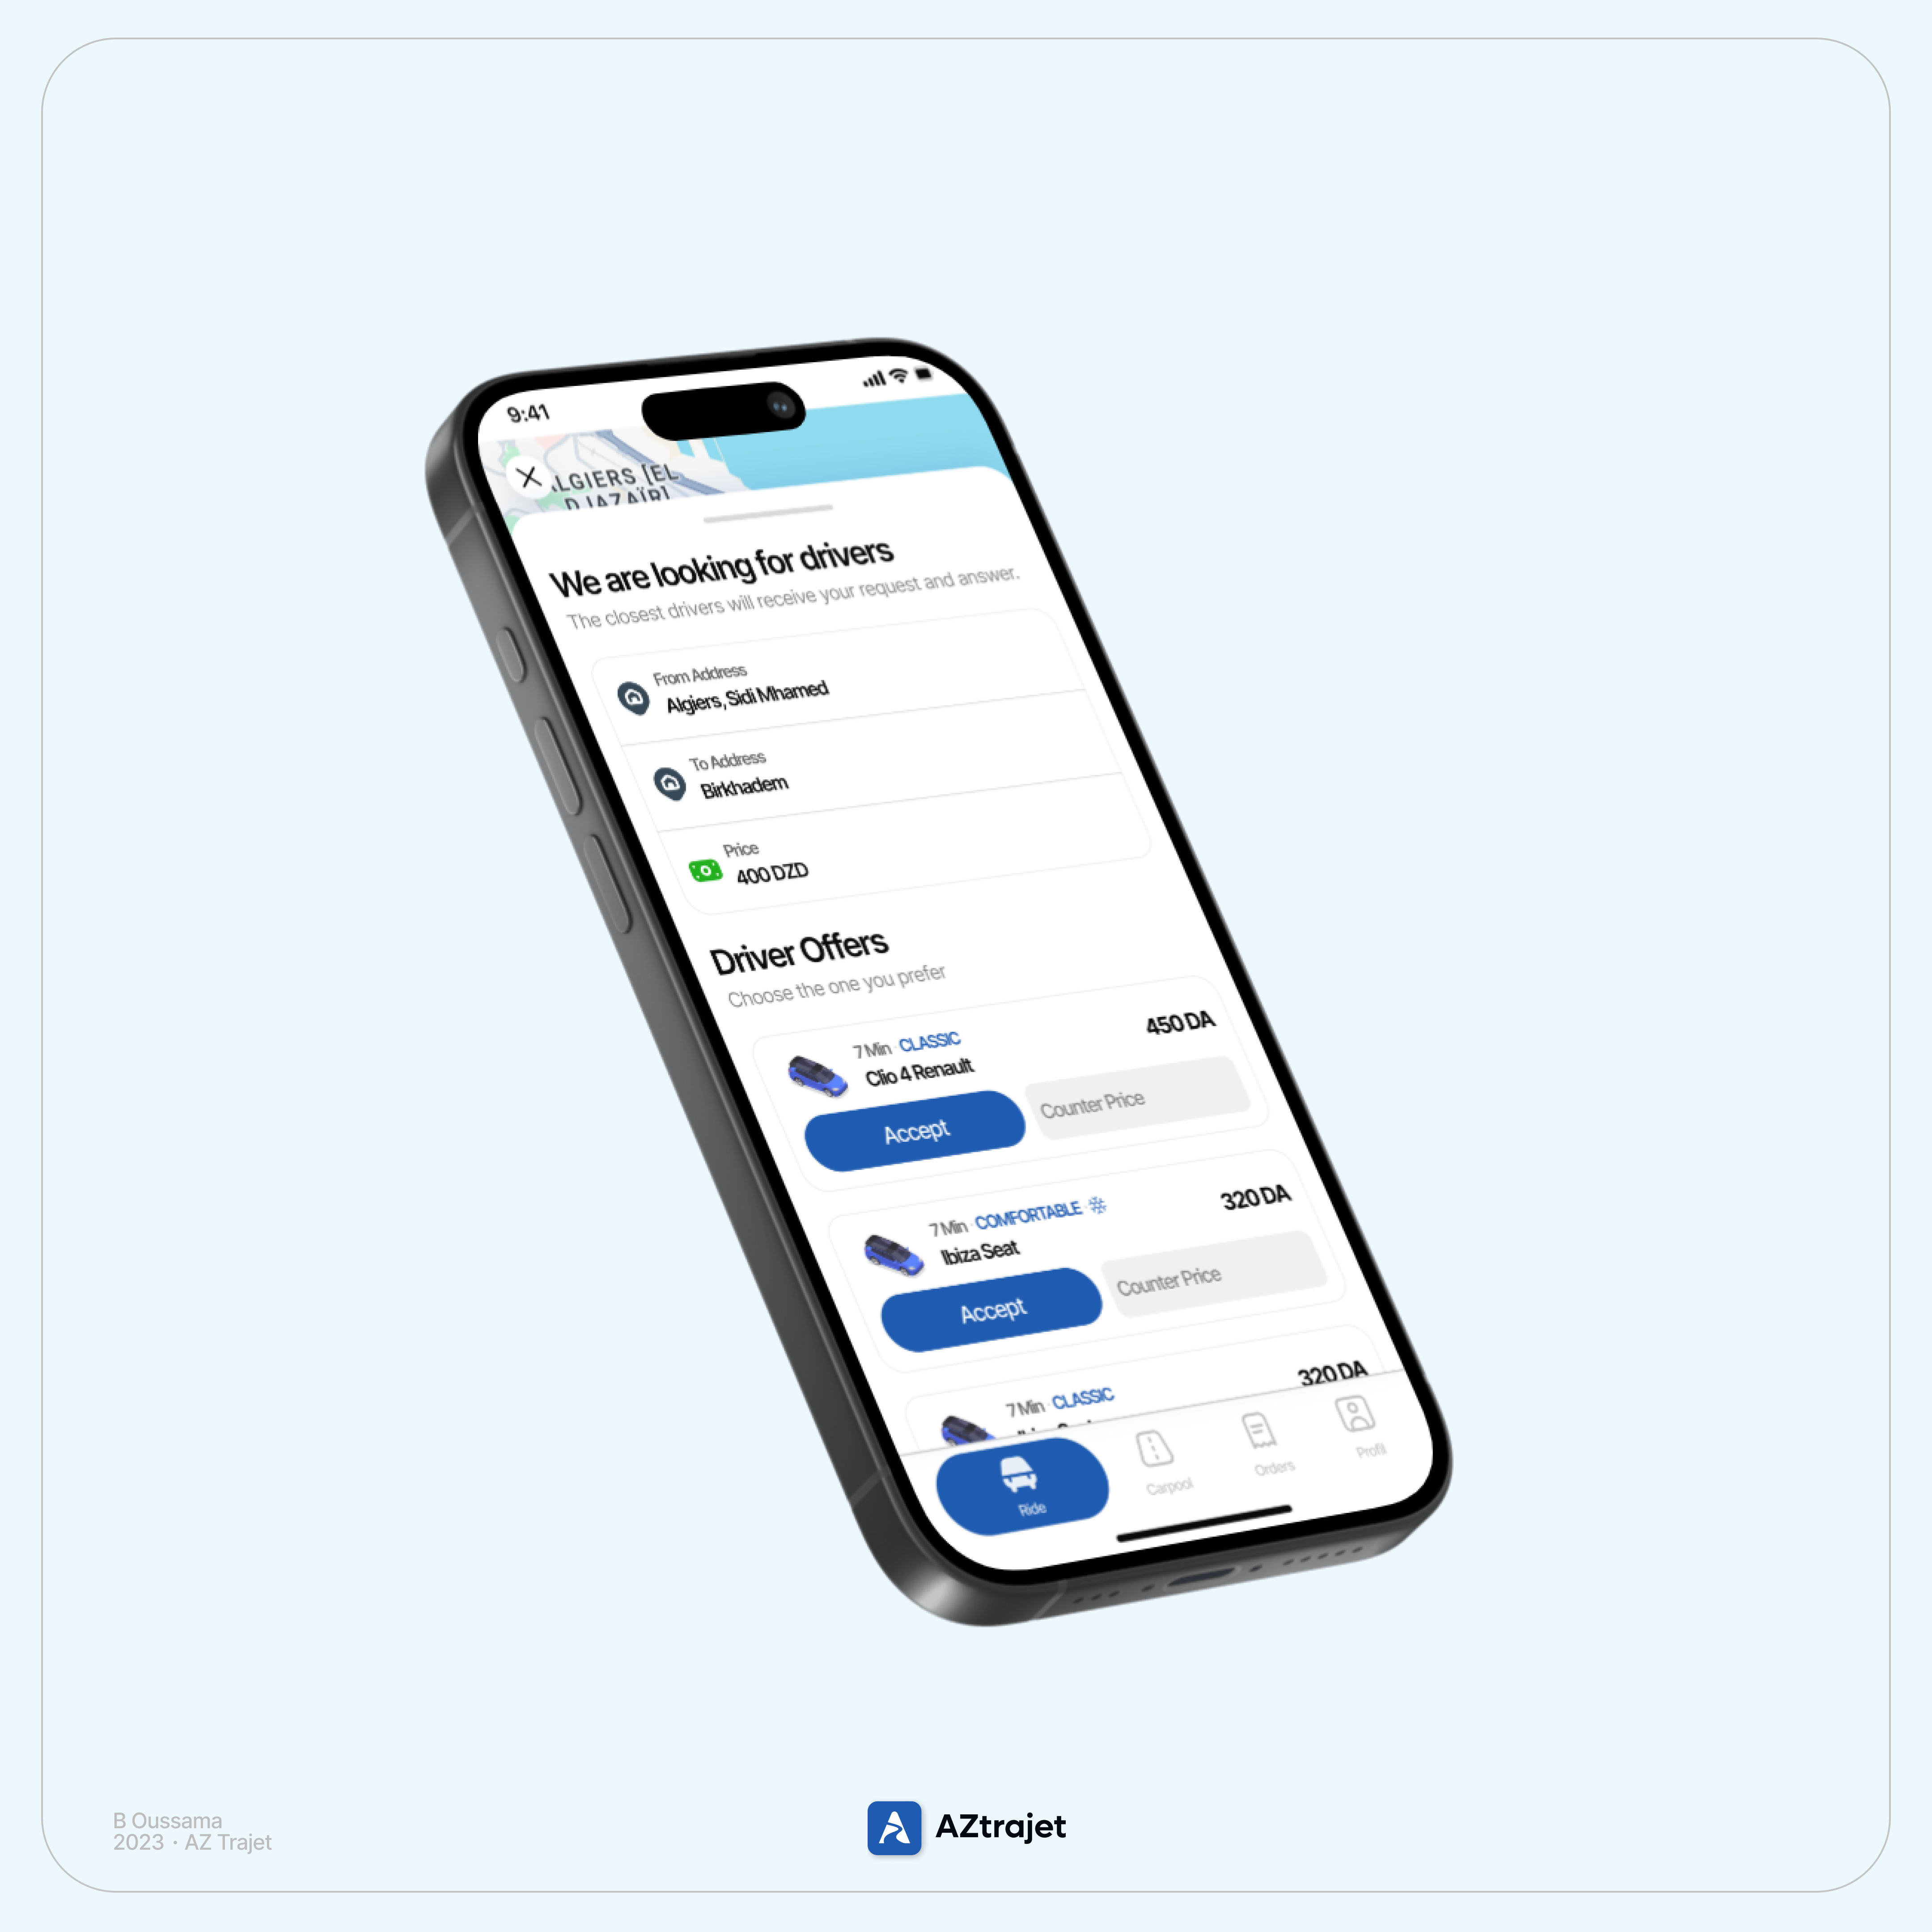 9:41
LGIERS [EL
DJAZAÏR]
We are looking for drivers
The closest drivers will receive your request and answer.
From Address
Algiers, Sidi Mhamed
To Address
Birkhadem
Price
400 DZD
Driver Offers
Choose the one you prefer
7 Min · CLASSIC
450 DA
Clio 4 Renault
Accept
Counter Price
7 Min · COMFORTABLE
320 DA
Ibiza Seat
Accept
Counter Price
7 Min · CLASSIC
320 DA
Ride
Carpool
Orders
Profil
B Oussama
2023 · AZ Trajet
AZtrajet